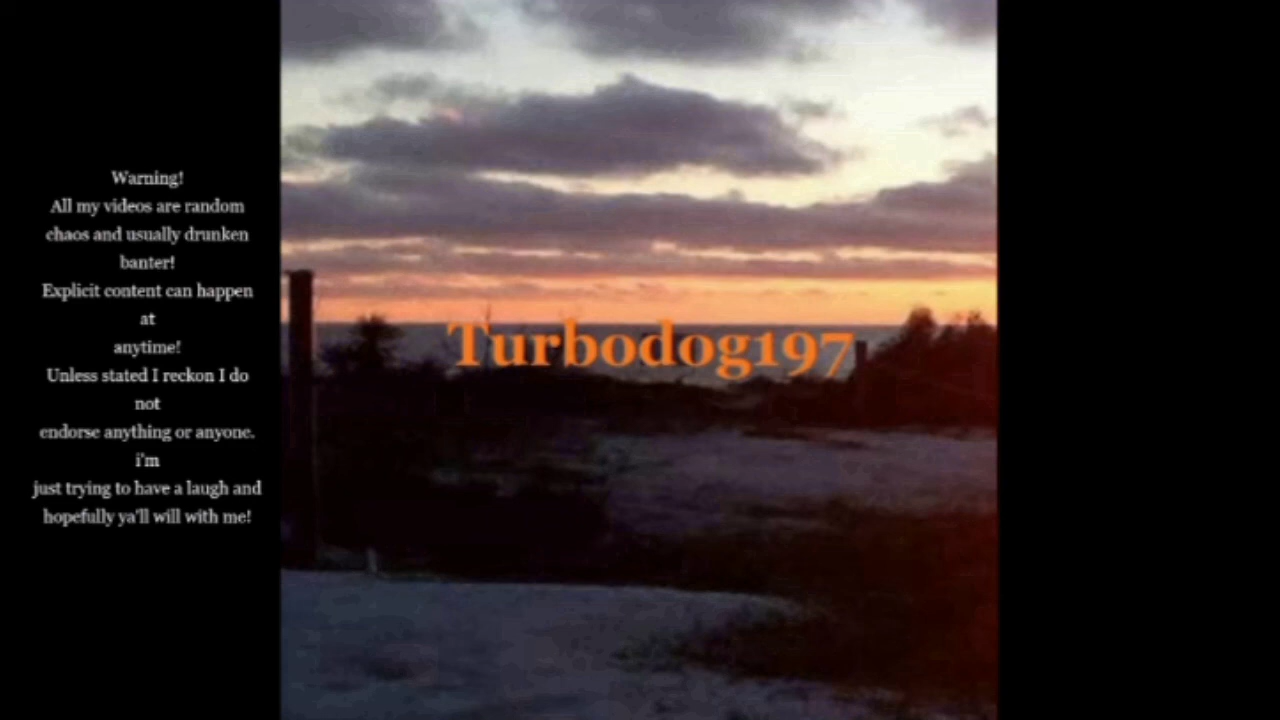 Warning!
All my videos are random
chaos and usually drunken
banter!
Explicit content can happen
at
anytime!
Unless stated I reckon I do
not
endorse anything or anyone.
i'm
just trying to have a laugh and
hopefully ya'll will with me!
Turbodog197